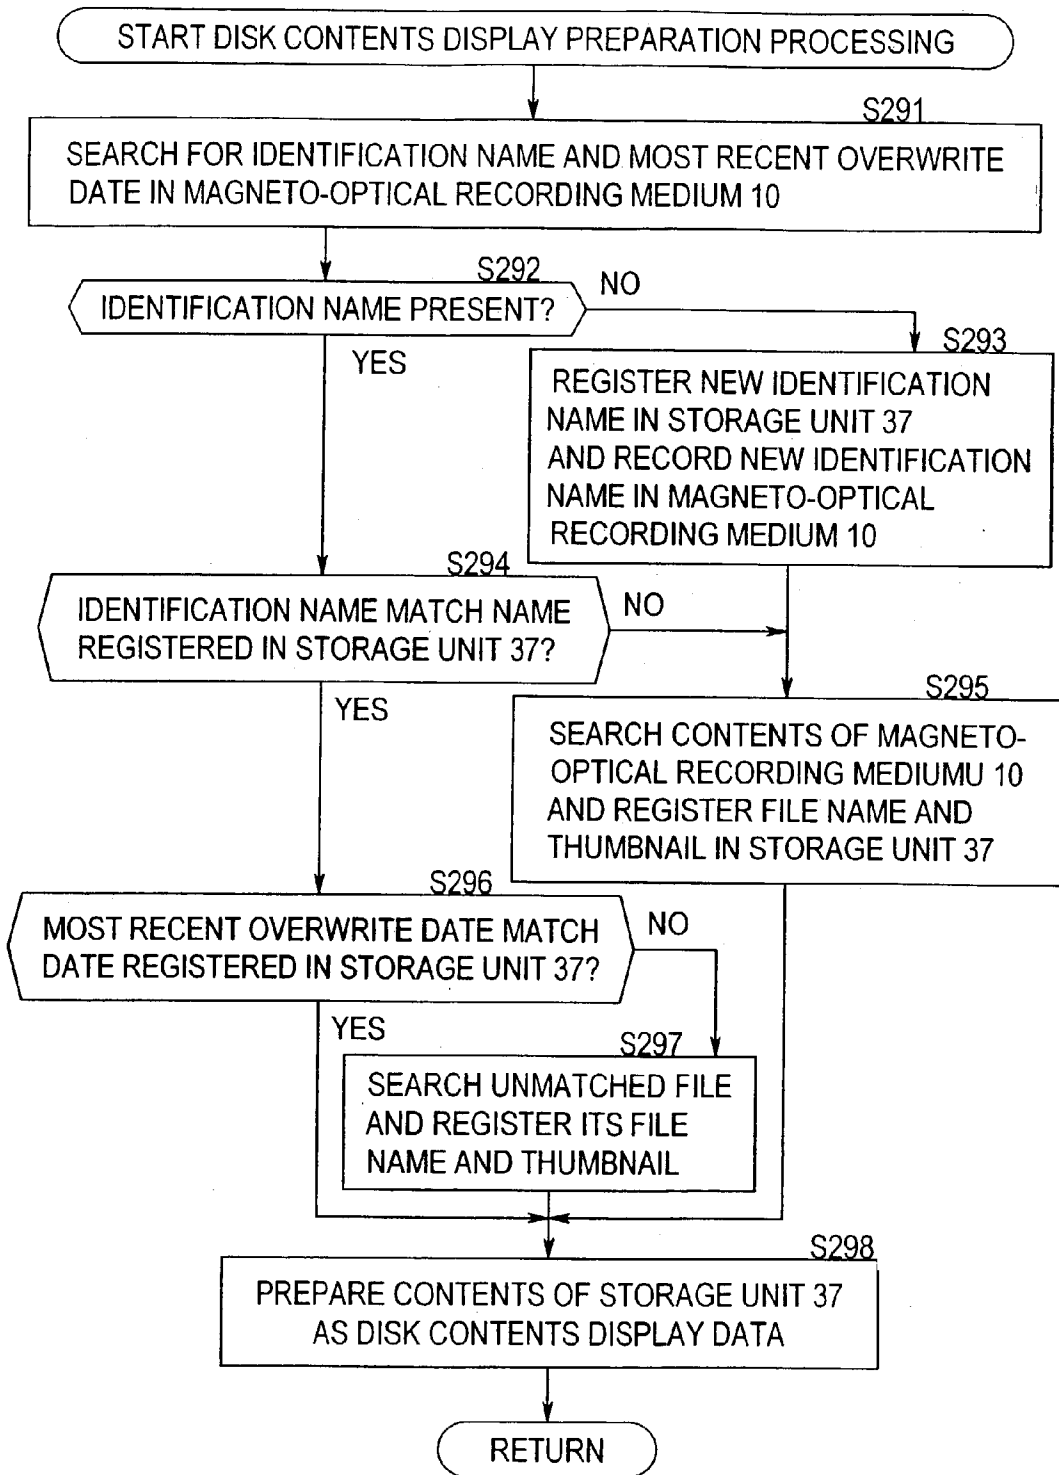 START DISK CONTENTS DISPLAY PREPARATION PROCESSING
S291
SEARCH FOR IDENTIFICATION NAME AND MOST RECENT OVERWRITE
DATE IN MAGNETO-OPTICAL RECORDING MEDIUM 10
S292
IDENTIFICATION NAME PRESENT?
NO
YES
S293
REGISTER NEW IDENTIFICATION
NAME IN STORAGE UNIT 37
AND RECORD NEW IDENTIFICATION
NAME IN MAGNETO-OPTICAL
RECORDING MEDIUM 10
S294
IDENTIFICATION NAME MATCH NAME
REGISTERED IN STORAGE UNIT 37?
NO
YES
S295
SEARCH CONTENTS OF MAGNETO-
OPTICAL RECORDING MEDIUMU 10
AND REGISTER FILE NAME AND
THUMBNAIL IN STORAGE UNIT 37
S296
MOST RECENT OVERWRITE DATE MATCH
DATE REGISTERED IN STORAGE UNIT 37?
NO
YES
S297
SEARCH UNMATCHED FILE
AND REGISTER ITS FILE
NAME AND THUMBNAIL
S298
PREPARE CONTENTS OF STORAGE UNIT 37
AS DISK CONTENTS DISPLAY DATA
RETURN